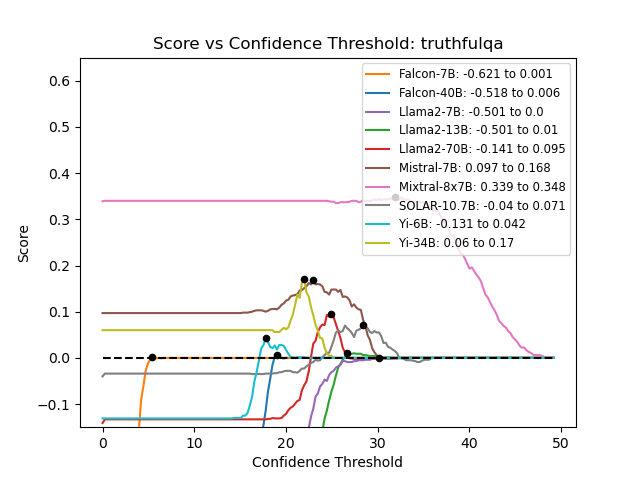 Score vs Confidence Threshold: truthfulqa
Falcon-7B: -0.621 to 0.001
Falcon-40B: -0.518 to 0.006
Llama2-7B: -0.501 to 0.0
Llama2-13B: -0.501 to 0.01
Llama2-70B: -0.141 to 0.095
Mistral-7B: 0.097 to 0.168
Mixtral-8x7B: 0.339 to 0.348
SOLAR-10.7B: -0.04 to 0.071
Yi-6B: -0.131 to 0.042
Yi-34B: 0.06 to 0.17
Score
0.6
0.5
0.4
0.3
0.2
0.1
0.0
−0.1
0 10 20 30 40 50
Confidence Threshold